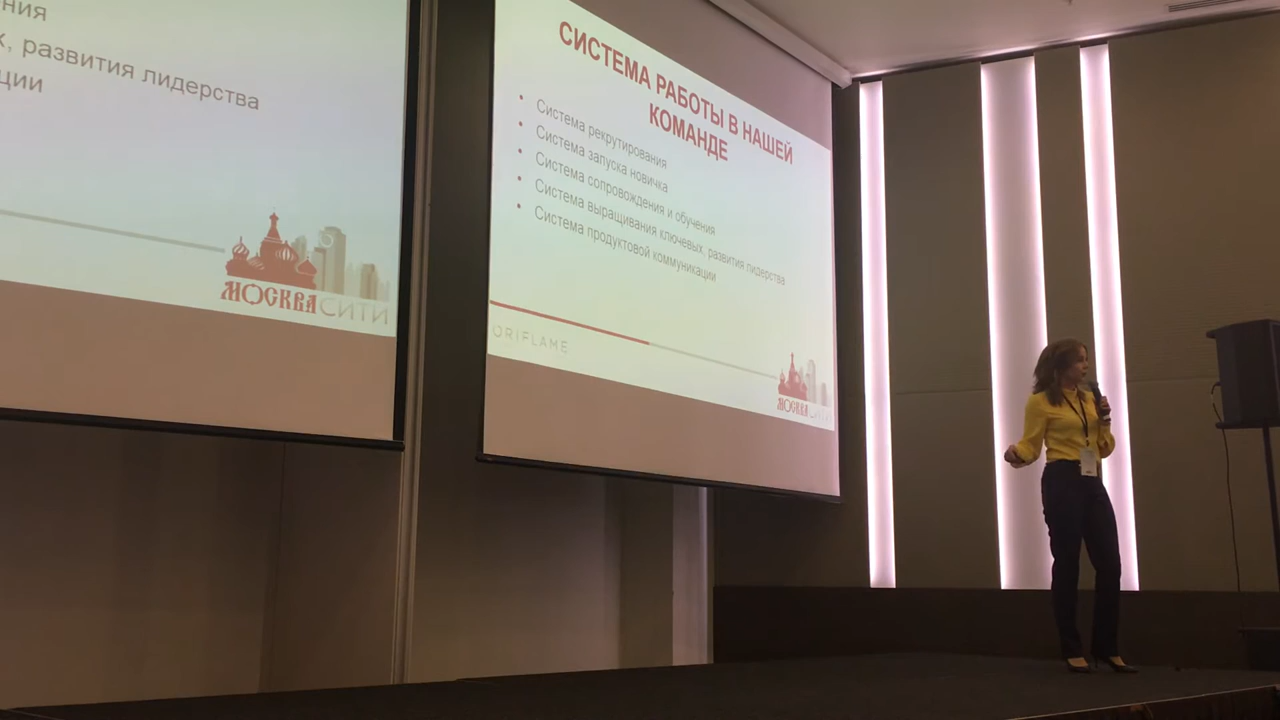 ния
х, развития лидерства
ции
МОСКВА СИТИ
СИСТЕМА РАБОТЫ В НАШЕЙ
КОМАНДЕ
• Система рекрутирования
• Система запуска новичка
• Система сопровождения и обучения
• Система выращивания ключевых, развития лидерства
• Система продуктовой коммуникации
ORIFLAME
МОСКВА СИТИ